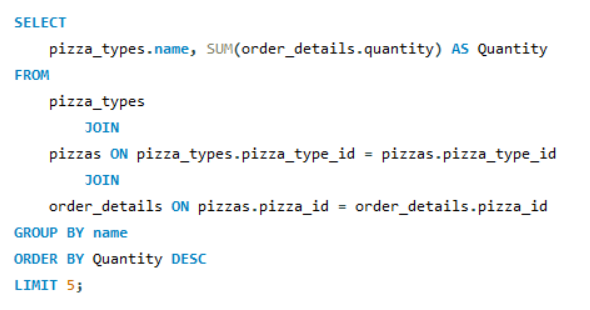 SELECT
pizza_types.name, SUM(order_details.quantity) AS Quantity
FROM
pizza_types
JOIN
pizzas ON pizza_types.pizza_type_id = pizzas.pizza_type_id
JOIN
order_details ON pizzas.pizza_id = order_details.pizza_id
GROUP BY name
ORDER BY Quantity DESC
LIMIT 5;